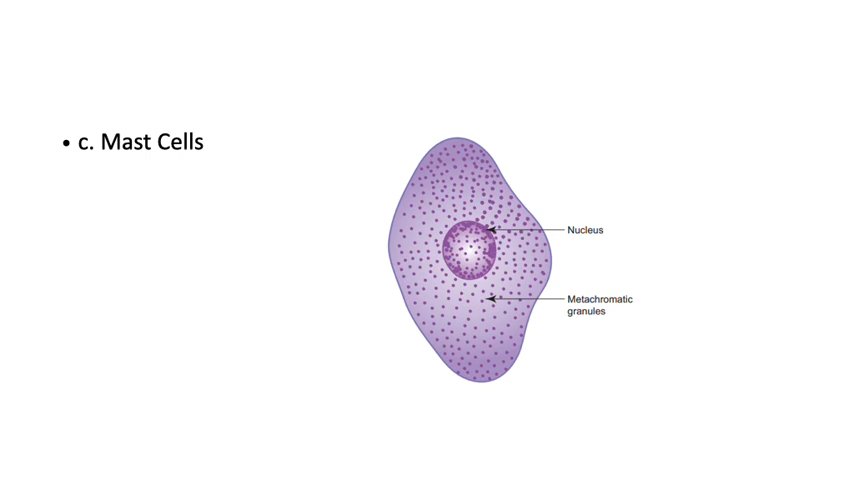 • c. Mast Cells
Nucleus
Metachromatic
granules